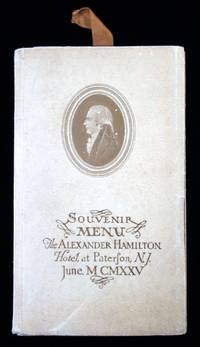 SOUVENIR
MENU
The ALEXANDER HAMILTON
Hotel, at Paterson, N.J.
June, MCMXXV